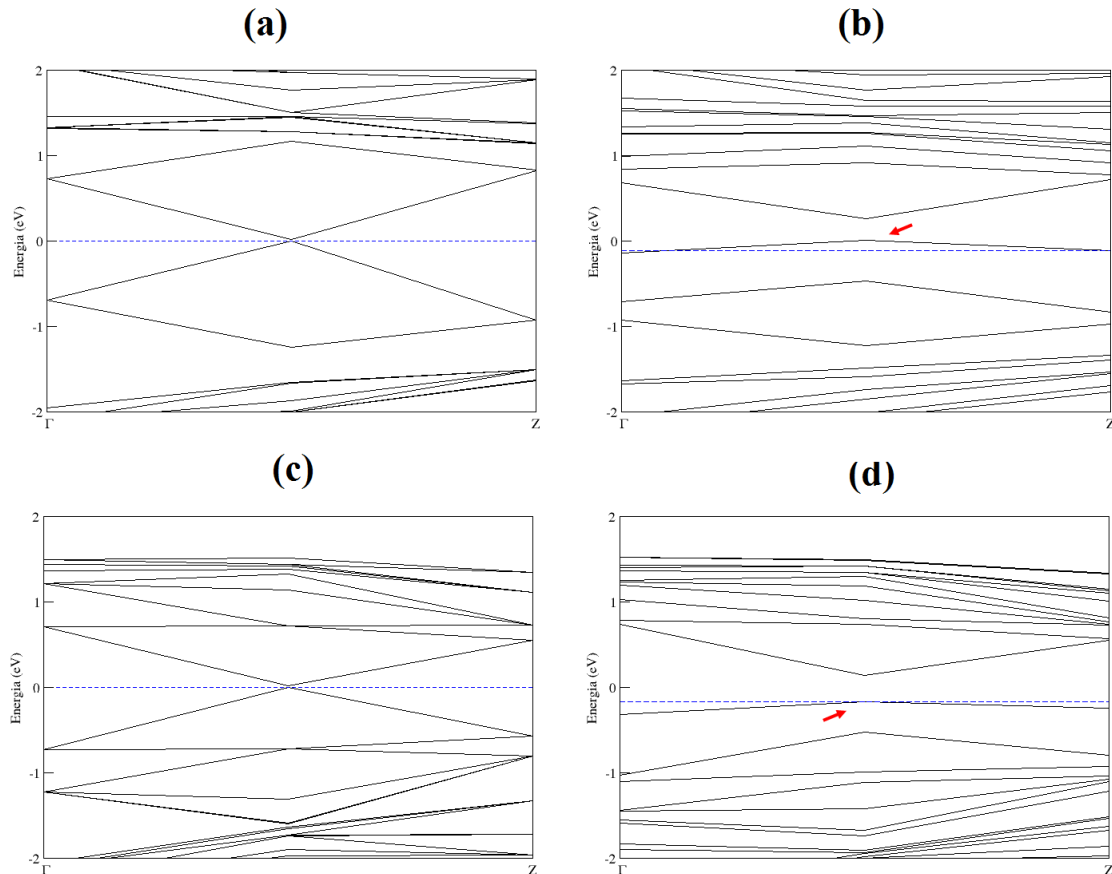 (a)
(b)
2
1
0
-1
-2
Energia (eV)
Γ
Z
2
1
0
-1
-2
Energia (eV)
Γ
Z
(c)
(d)
2
1
0
-1
-2
Energia (eV)
Γ
Z
2
1
0
-1
-2
Energia (eV)
Γ
Z